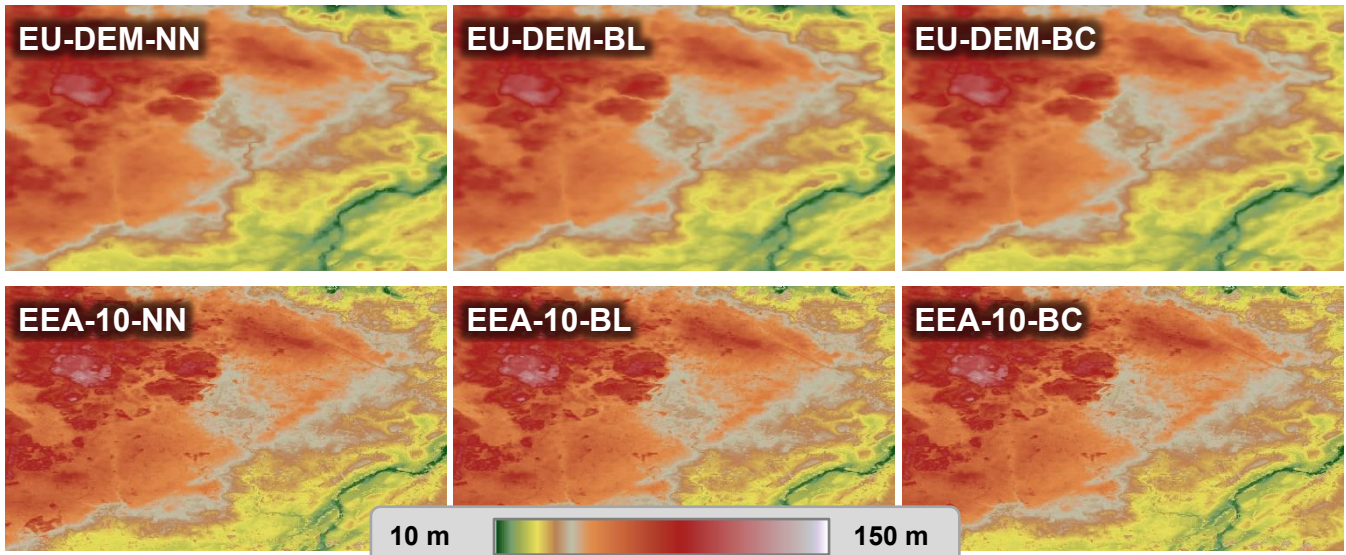 EU-DEM-NN
EU-DEM-BL
EU-DEM-BC
EEA-10-NN
EEA-10-BL
EEA-10-BC
10 m
150 m